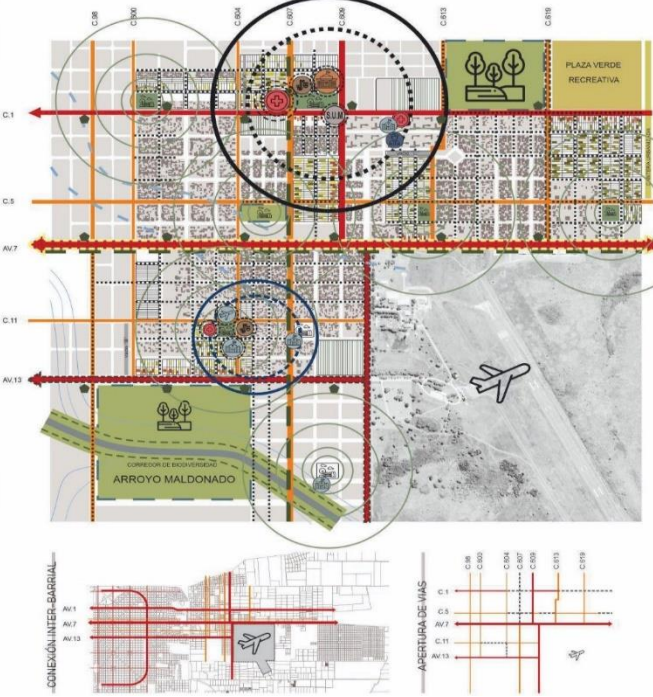 C.98
C.600
C.604
C.607
C.609
C.613
C.619
PLAZA VERDE
RECREATIVA
C.1
S.U.M
C.5
AV.7
C.11
AV.13
CORREDOR DE BIODIVERSIDAD
ARROYO MALDONADO
CONEXIÓN INTER-BARRIAL
AV.1
AV.7
AV.13
APERTURA DE VIAS
C.98
C.600
C.604
C.607
C.609
C.613
C.619
C.1
C.5
AV.7
C.11
AV.13